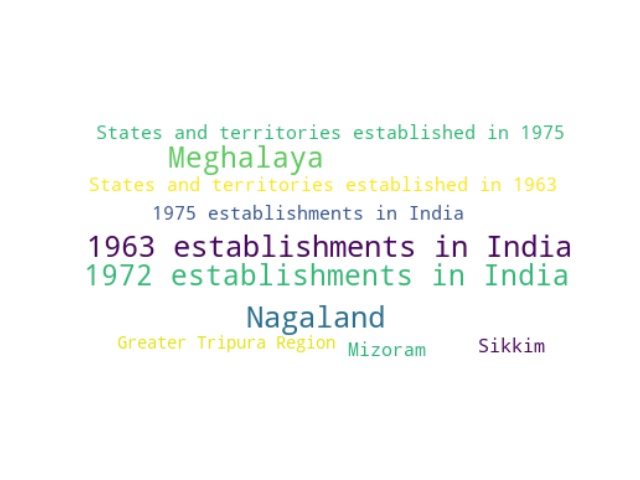 States and territories established in 1975
Meghalaya
States and territories established in 1963
1975 establishments in India
1963 establishments in India
1972 establishments in India
Nagaland
Greater Tripura Region
Mizoram
Sikkim